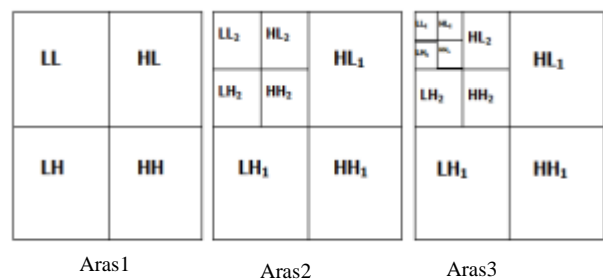 LL HL
LH HH
Aras1
LL₂ HL₂
HL₁
LH₂ HH₂
LH₁ HH₁
Aras2
HL₂
HL₁
LH₂ HH₂
LH₁ HH₁
Aras3